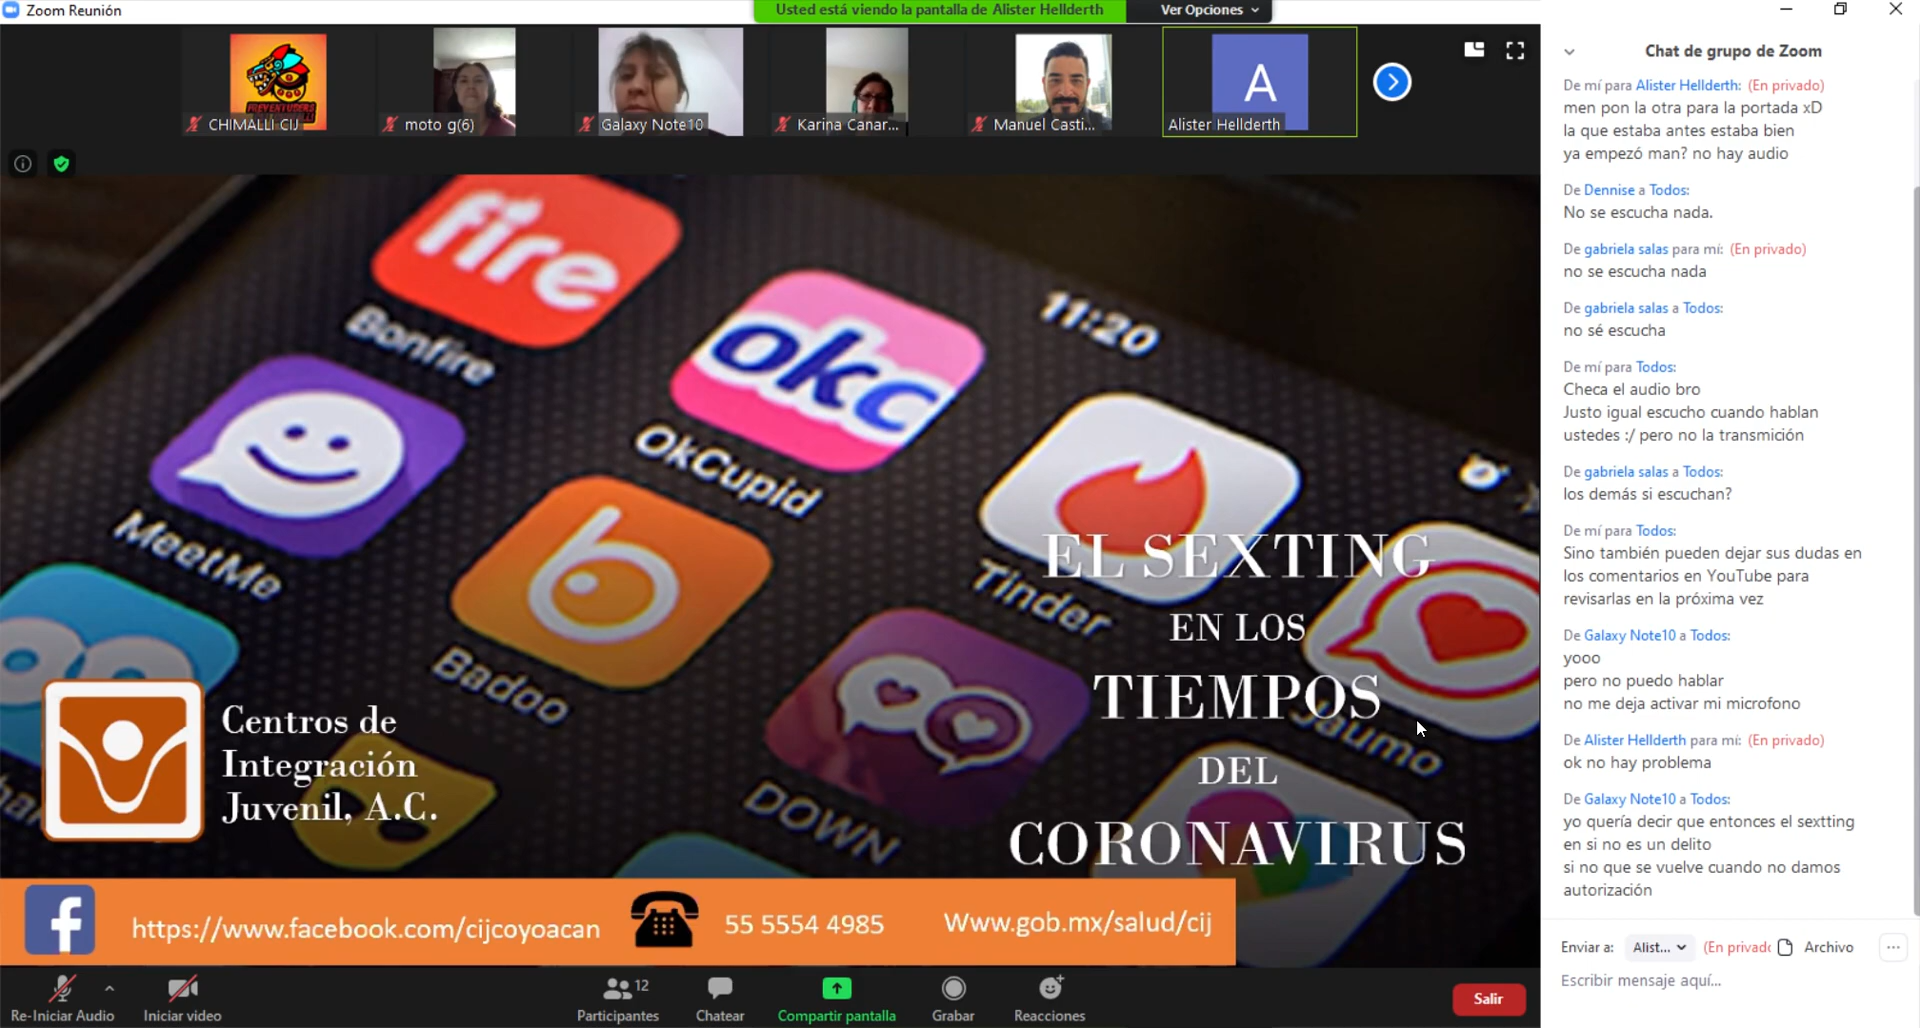 Zoom Reunión
Usted está viendo la pantalla de Alister Hellderth
Ver Opciones
CHIMALLI CIJ
moto g(6)
Galaxy Note10
Karina Canar...
Manuel Casti...
A
Alister Hellderth
fire
Bonfire
okc
OkCupid
11:20
MeetMe
Badoo
Tinder
DOWN
Jaumo
EL SEXTING
EN LOS
TIEMPOS
DEL
CORONAVIRUS
Centros de
Integración
Juvenil, A.C.
https://www.facebook.com/cijcoyoacan
55 5554 4985
Www.gob.mx/salud/cij
Re-Iniciar Audio
Iniciar video
12
Participantes
Chatear
Compartir pantalla
Grabar
Reacciones
Salir
Chat de grupo de Zoom
De mí para Alister Hellderth: (En privado)
men pon la otra para la portada xD
la que estaba antes estaba bien
ya empezó man? no hay audio
De Dennise a Todos:
No se escucha nada.
De gabriela salas para mí: (En privado)
no se escucha nada
De gabriela salas a Todos:
no sé escucha
De mí para Todos:
Checa el audio bro
Justo igual escucho cuando hablan
ustedes :/ pero no la transmición
De gabriela salas a Todos:
los demás si escuchan?
De mí para Todos:
Sino también pueden dejar sus dudas en
los comentarios en YouTube para
revisarlas en la próxima vez
De Galaxy Note10 a Todos:
yooo
pero no puedo hablar
no me deja activar mi microfono
De Alister Hellderth para mí: (En privado)
ok no hay problema
De Galaxy Note10 a Todos:
yo quería decir que entonces el sextting
en si no es un delito
si no que se vuelve cuando no damos
autorización
Enviar a: Alist... (En privado Archivo ...
Escribir mensaje aquí...